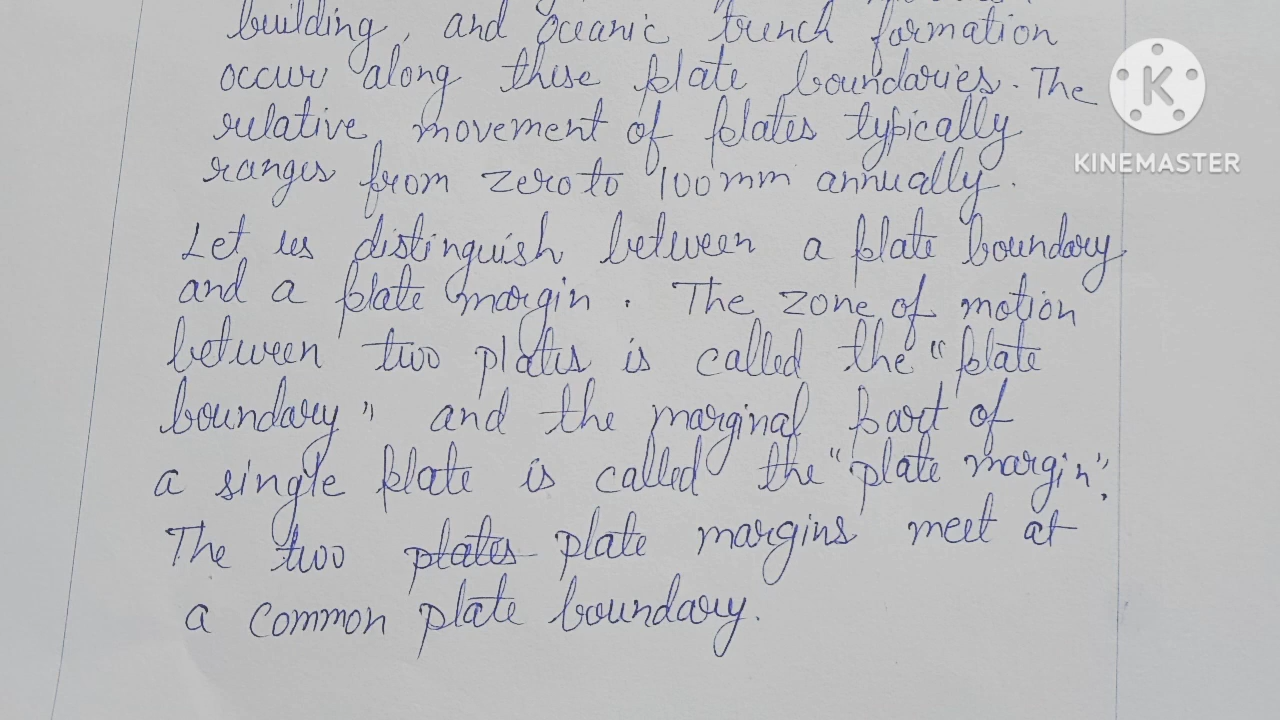 building, and oceanic trench formation
occur along these plate boundaries. The
relative movement of plates typically
ranges from zero to 100mm annually.
Let us distinguish between a plate boundary
and a plate margin. The zone of motion
between two plates is called the "plate
boundary" and the marginal part of
a single plate is called the "plate margin".
The two plates plate margins meet at
a common plate boundary.
K
KINEMASTER